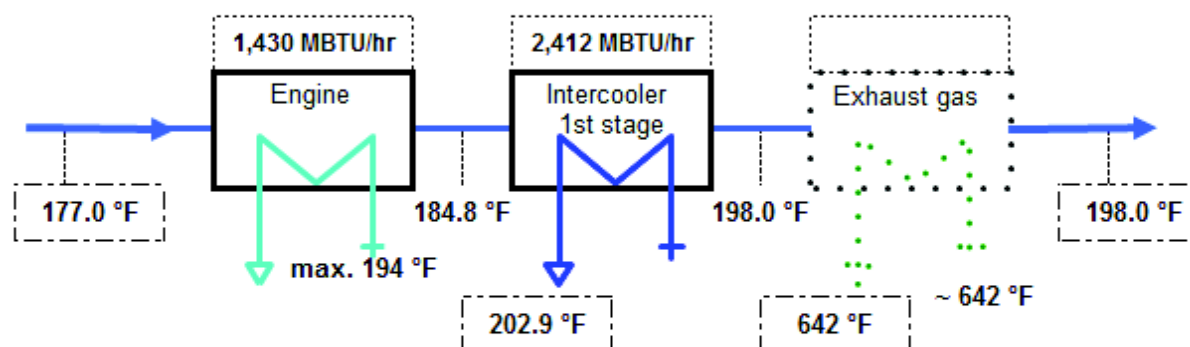 1,430 MBTU/hr
2,412 MBTU/hr
Engine
Intercooler
1st stage
Exhaust gas
177.0 °F
184.8 °F
198.0 °F
198.0 °F
max. 194 °F
202.9 °F
642 °F
~ 642 °F